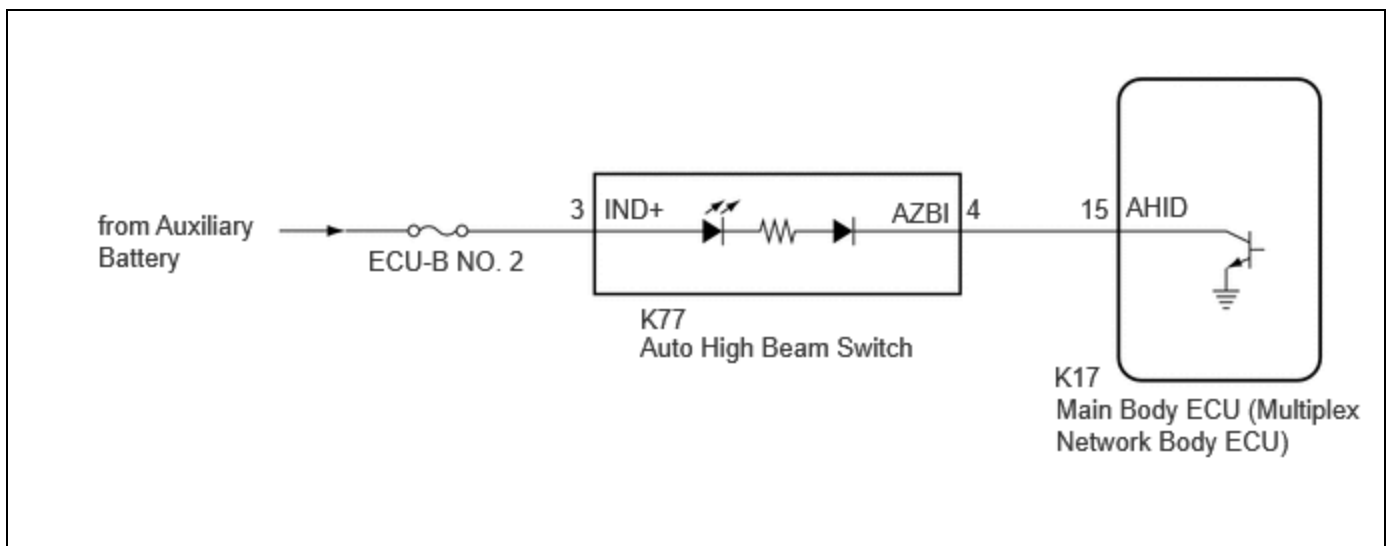 from Auxiliary
Battery
ECU-B NO. 2
3 IND+
AZBI 4
K77
Auto High Beam Switch
15 AHID
K17
Main Body ECU (Multiplex
Network Body ECU)